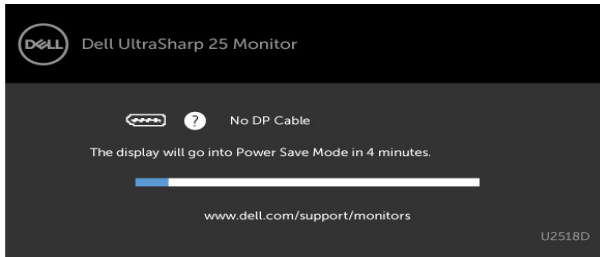 DELL
Dell UltraSharp 25 Monitor
? No DP Cable
The display will go into Power Save Mode in 4 minutes.
www.dell.com/support/monitors
U2518D